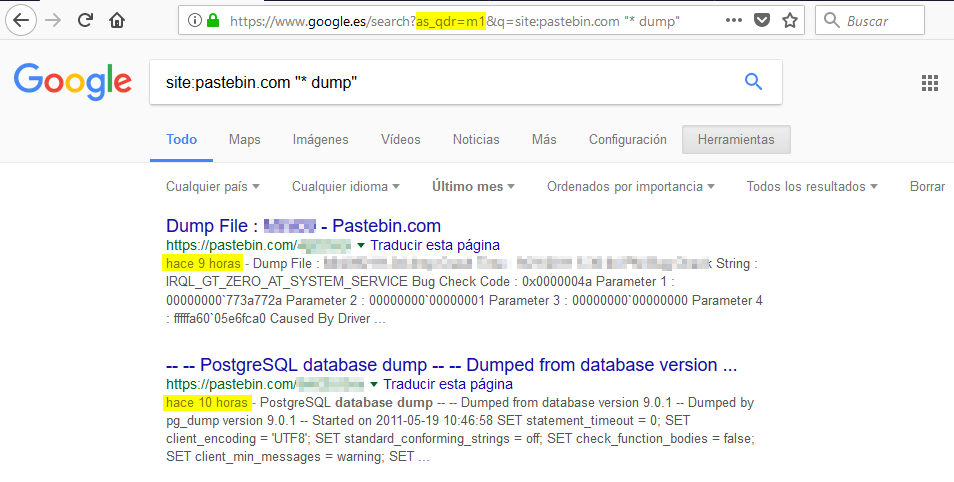 https://www.google.es/search?as_qdr=m1&q=site:pastebin.com "* dump"
Buscar
Google
site:pastebin.com "* dump"
Todo Maps Imágenes Vídeos Noticias Más Configuración Herramientas
Cualquier país Cualquier idioma Último mes Ordenados por importancia Todos los resultados Borrar
Dump File : - Pastebin.com
https://pastebin.com/ Traducir esta página
hace 9 horas - Dump File : String :
IRQL_GT_ZERO_AT_SYSTEM_SERVICE Bug Check Code : 0x0000004a Parameter 1 :
00000000`773a772a Parameter 2 : 00000000`00000001 Parameter 3 : 00000000`00000000 Parameter 4
: fffffa60`05e6fca0 Caused By Driver ...
-- -- PostgreSQL database dump -- -- Dumped from database version ...
https://pastebin.com/ Traducir esta página
hace 10 horas - PostgreSQL database dump -- -- Dumped from database version 9.0.1 -- Dumped by
pg_dump version 9.0.1 -- Started on 2011-05-19 10:46:58 SET statement_timeout = 0; SET
client_encoding = 'UTF8'; SET standard_conforming_strings = off; SET check_function_bodies = false;
SET client_min_messages = warning; SET ...